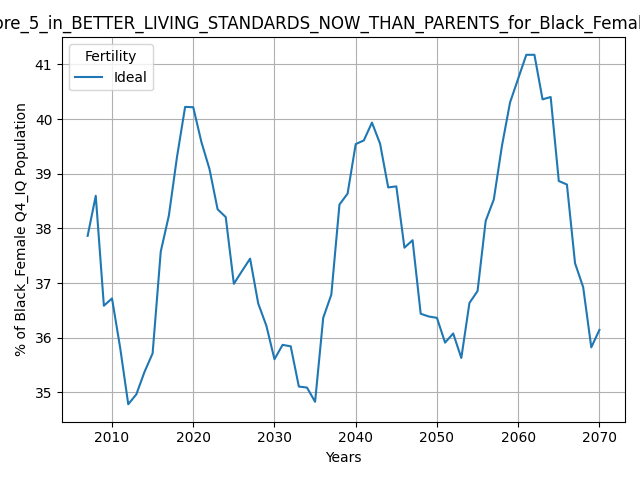 ore_5_in_BETTER_LIVING_STANDARDS_NOW_THAN_PARENTS_for_Black_Femal
Fertility
Ideal
% of Black_Female Q4_IQ Population
41
40
39
38
37
36
35
2010 2020 2030 2040 2050 2060 2070
Years